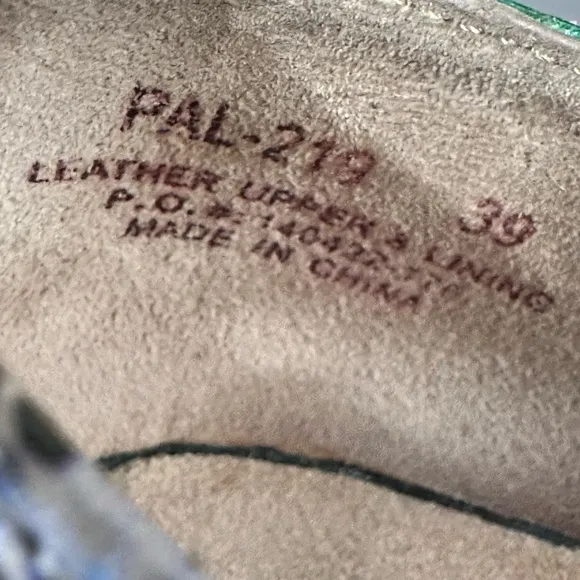 PAL-219 39
LEATHER UPPER & LINING
P.O.#
MADE IN CHINA